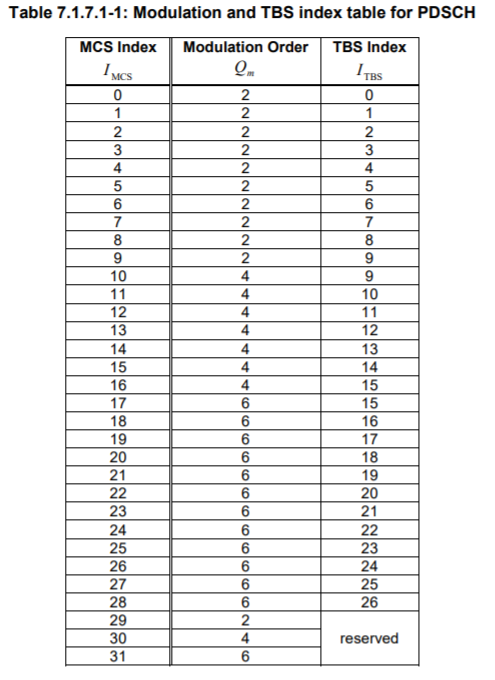 Table 7.1.7.1-1: Modulation and TBS index table for PDSCH
MCS Index Modulation Order TBS Index
I MCS Q m I TBS
0 2 0
1 2 1
2 2 2
3 2 3
4 2 4
5 2 5
6 2 6
7 2 7
8 2 8
9 2 9
10 4 9
11 4 10
12 4 11
13 4 12
14 4 13
15 4 14
16 4 15
17 6 15
18 6 16
19 6 17
20 6 18
21 6 19
22 6 20
23 6 21
24 6 22
25 6 23
26 6 24
27 6 25
28 6 26
29 2
30 4 reserved
31 6